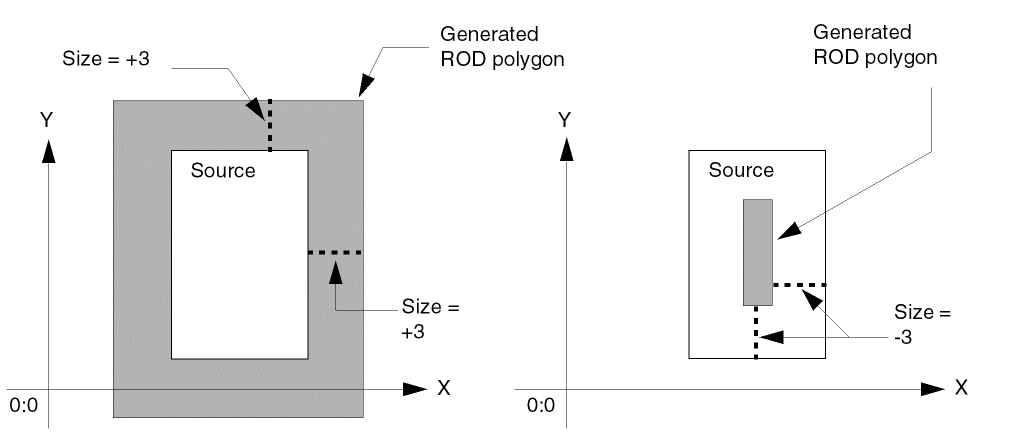 Size = +3
Generated
ROD polygon
Y
Source
Size =
+3
X
0:0
Generated
ROD polygon
Y
Source
Size =
-3
X
0:0